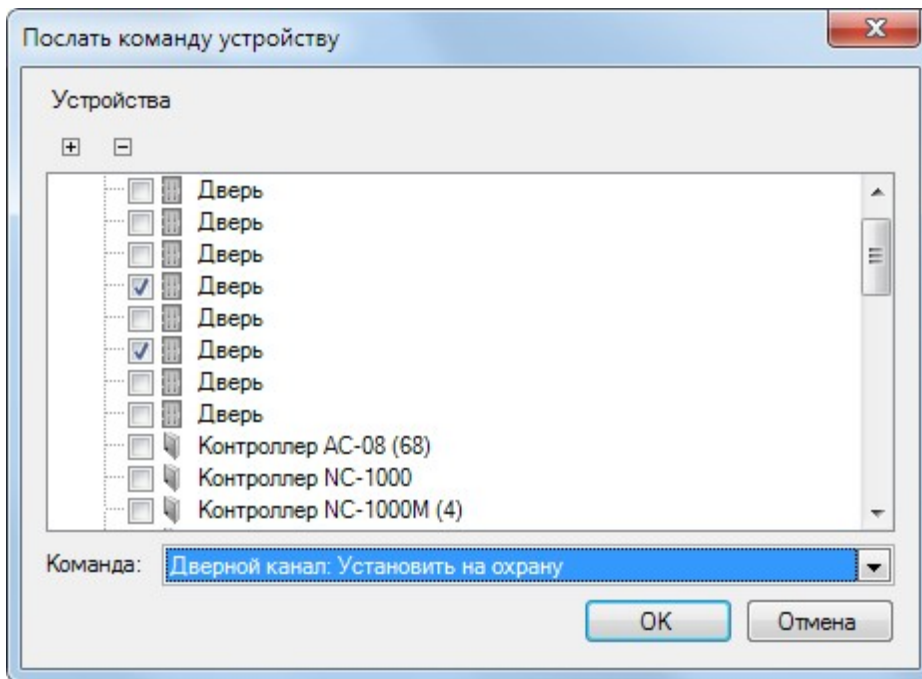 Послать команду устройству
Устройства
Дверь
Дверь
Дверь
Дверь
Дверь
Дверь
Дверь
Дверь
Контроллер AC-08 (68)
Контроллер NC-1000
Контроллер NC-1000M (4)
Команда: Дверной канал: Установить на охрану
OK Отмена